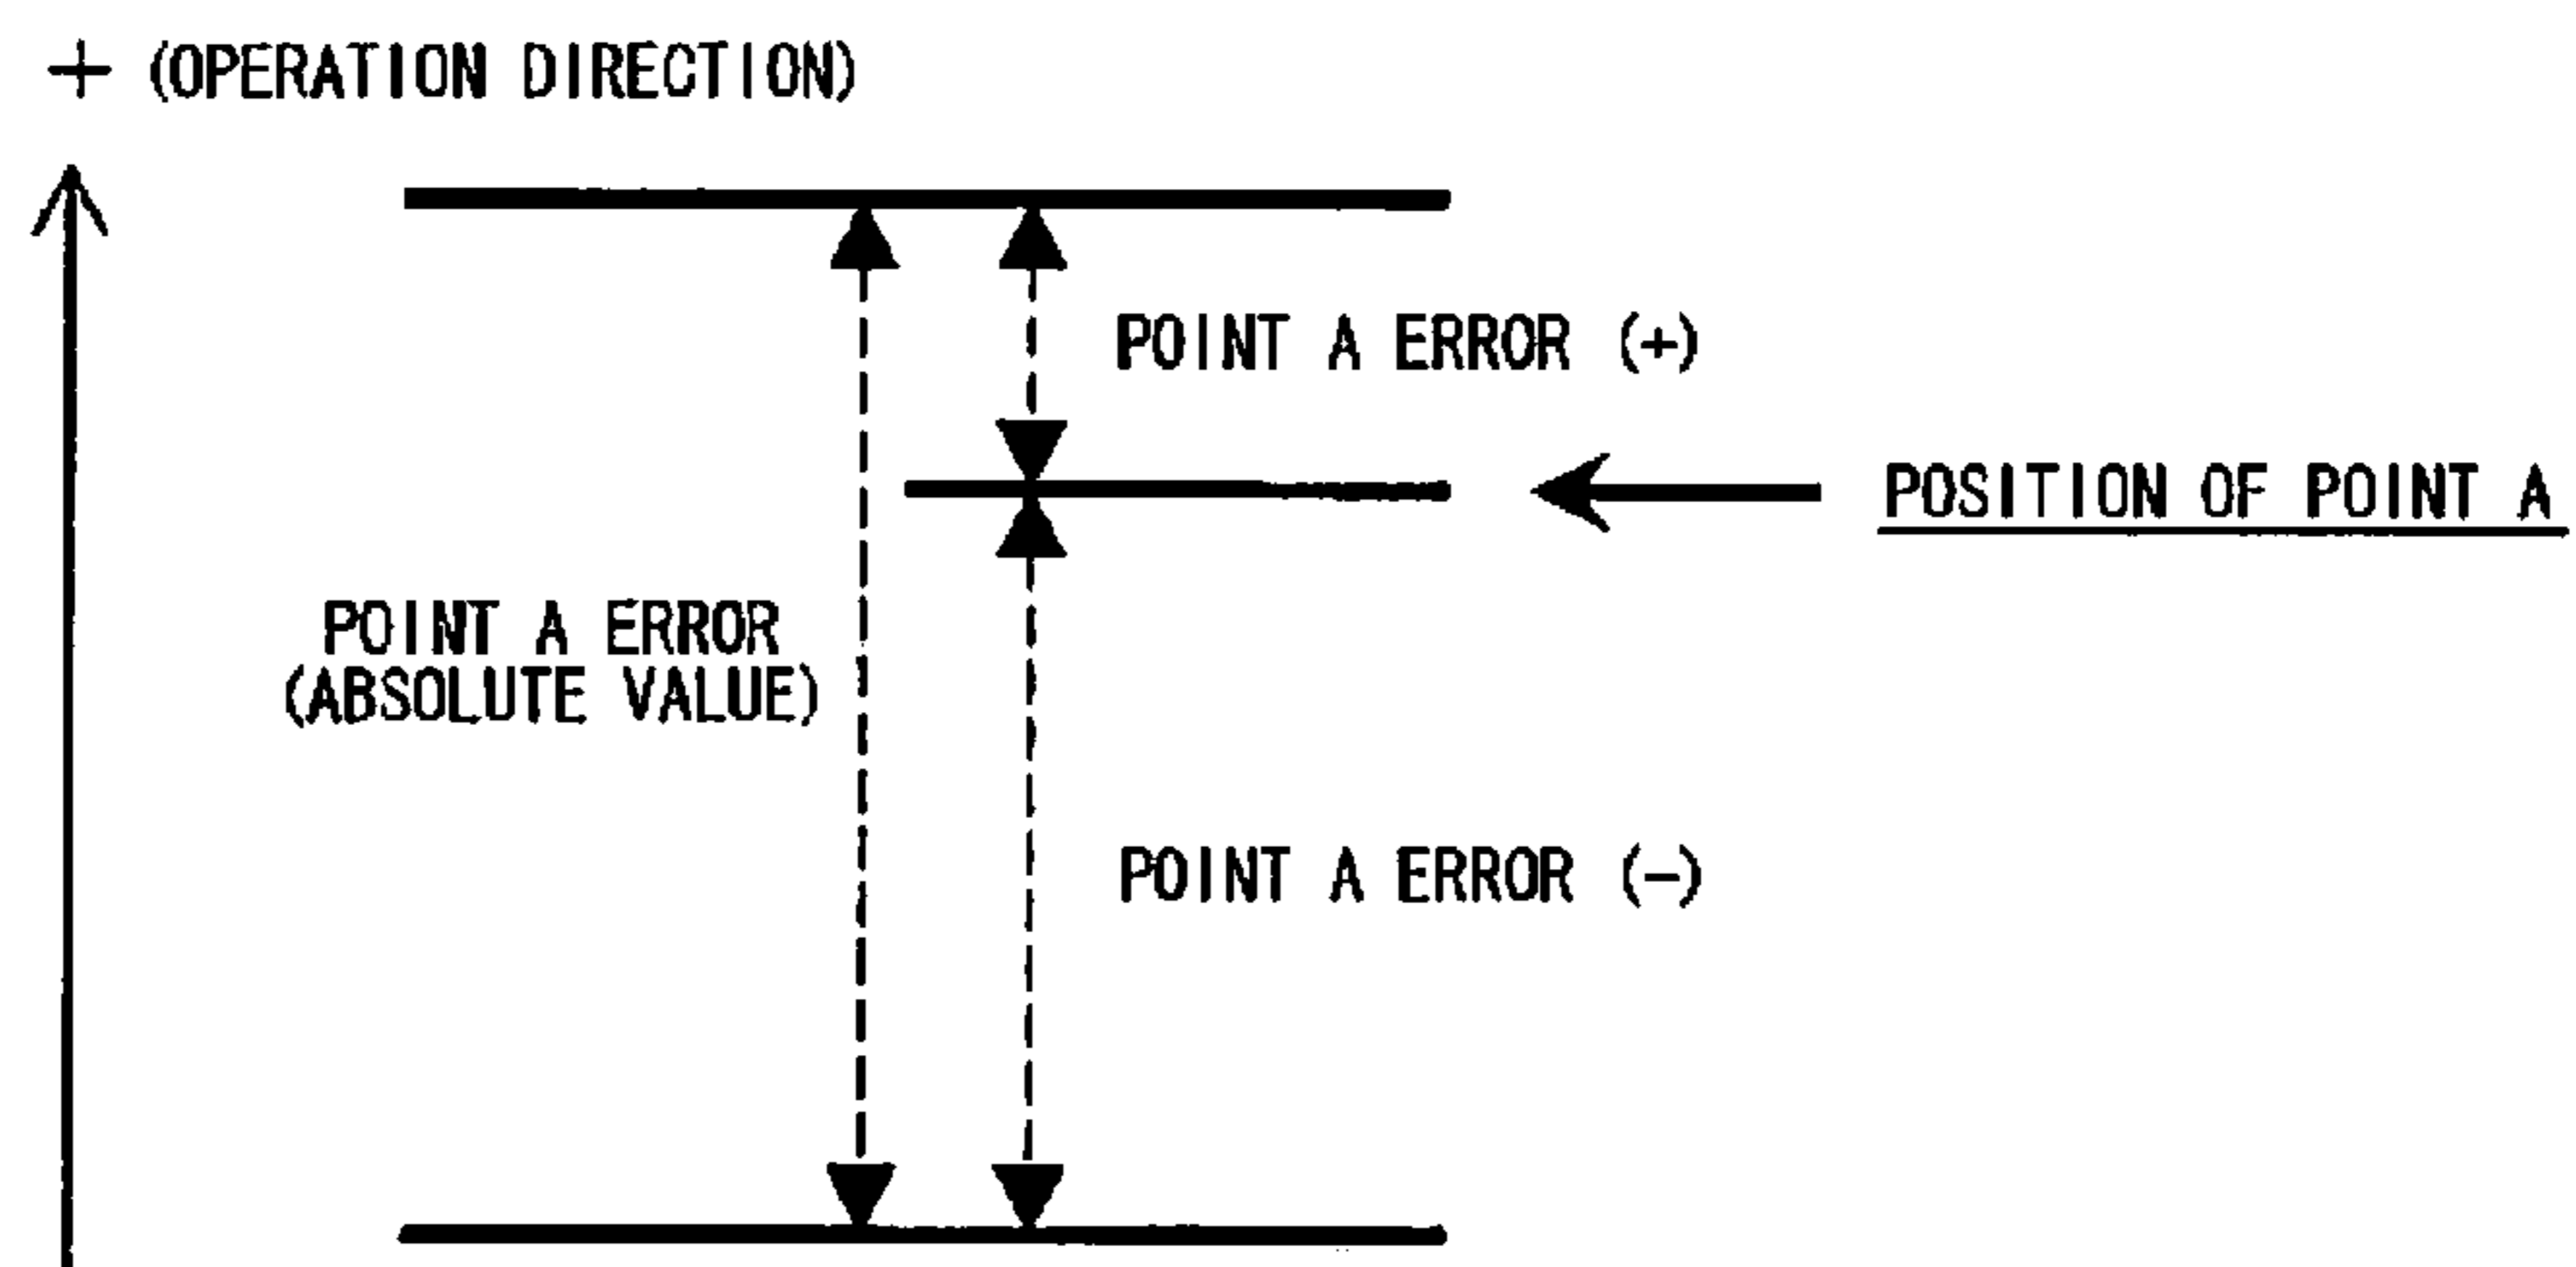 + (OPERATION DIRECTION)
POINT A ERROR (+)
POSITION OF POINT A
POINT A ERROR
(ABSOLUTE VALUE)
POINT A ERROR (−)